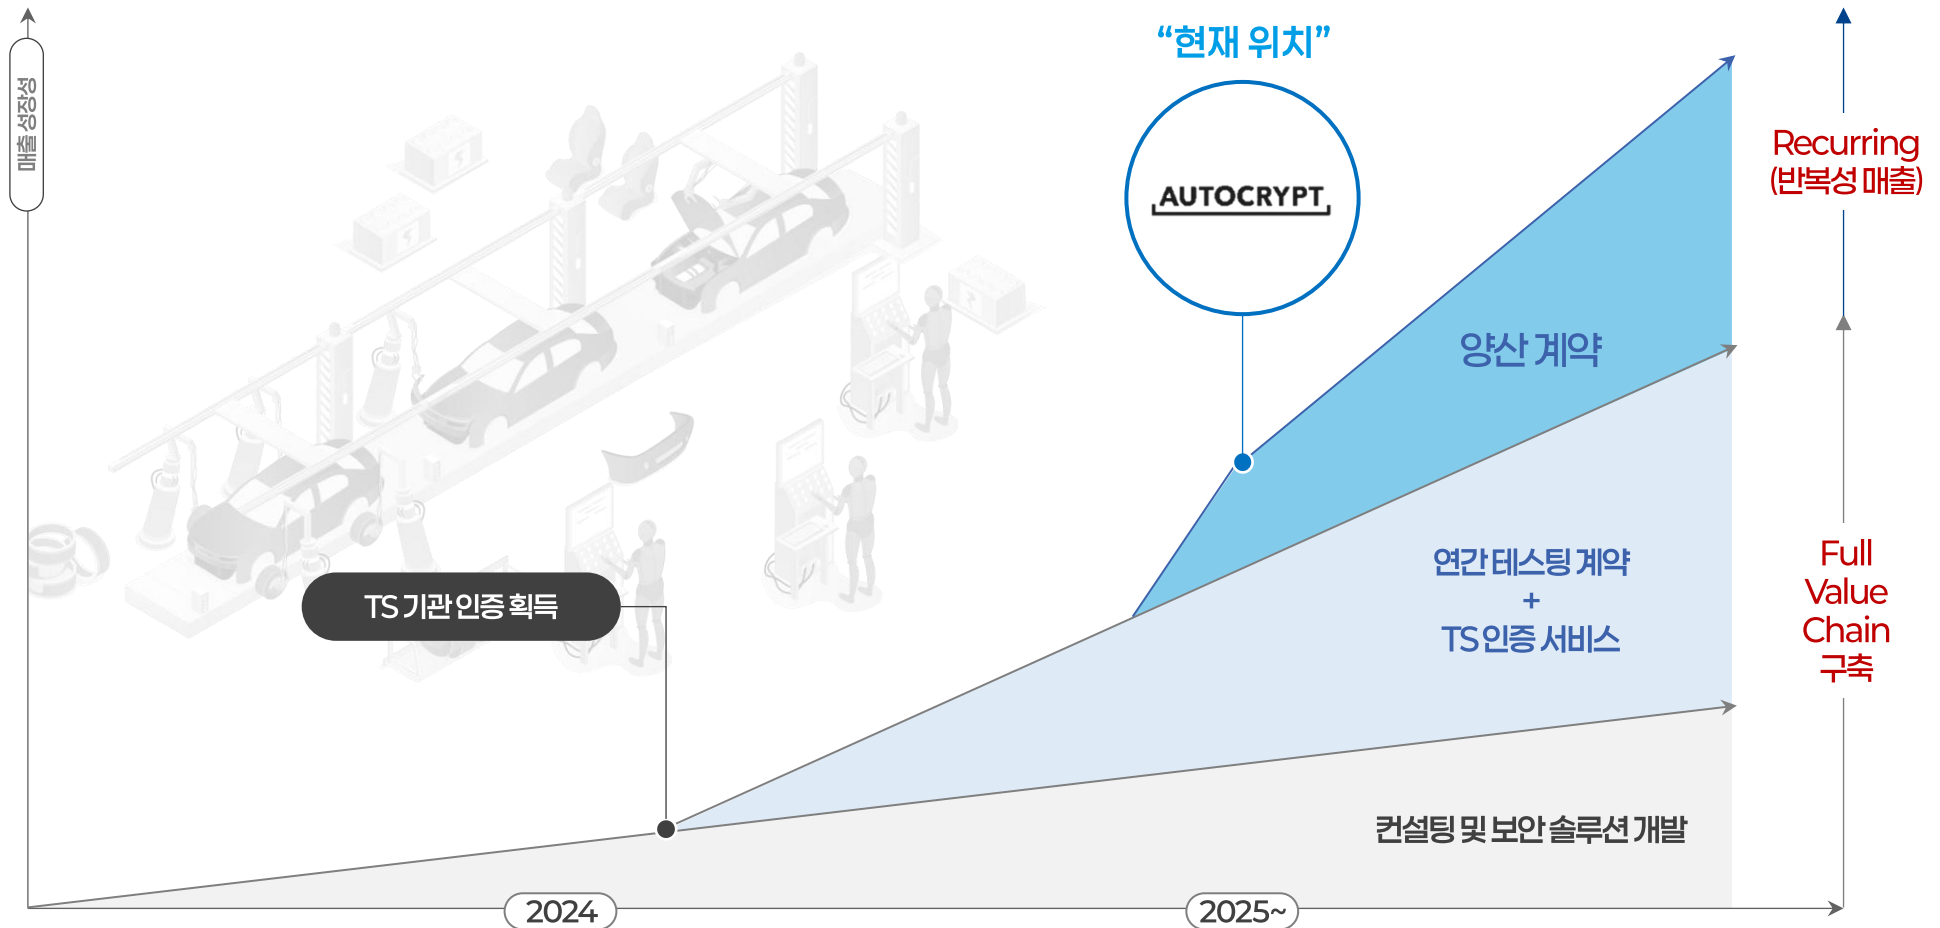 매출 성장성
“현재 위치”
AUTOCRYPT
Recurring
(반복성 매출)
양산 계약
연간 테스팅 계약
+
TS 인증 서비스
Full
Value
Chain
구축
TS 기관 인증 획득
컨설팅 및 보안 솔루션 개발
2024
2025~